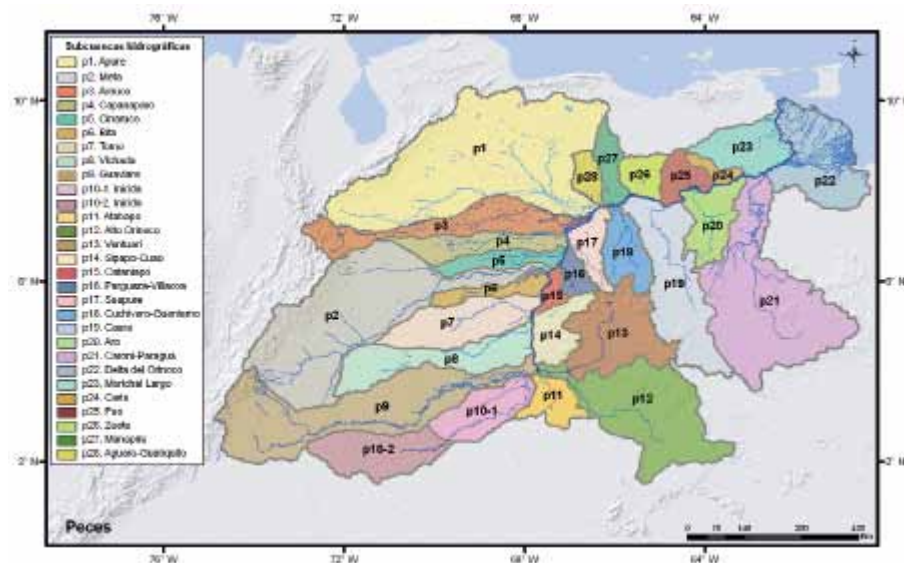 76° W 72° W 68° W 64° W
Subcuencas hidrográficas
p1. Apure
p2. Meta
p3. Arauca
p4. Capanaparo
p5. Cinaruco
p6. Bita
p7. Tomo
p8. Vichada
p9. Guaviare
p10-1. Inírida
p10-2. Inírida
p11. Atabapo
p12. Alto Orinoco
p13. Ventuari
p14. Sipapo-Cuao
p15. Cataniapo
p16. Parguaza-Villacoa
p17. Suapure
p18. Cuchivero-Guaniamo
p19. Caura
p20. Aro
p21. Caroní-Paragua
p22. Delta del Orinoco
p23. Morichal Largo
p24. Caris
p25. Pao
p26. Zuata
p27. Manapire
p28. Aguaro-Guariquito
10° N
10° N
6° N
6° N
2° N
2° N
p1
p27
p23
p28
p26
p25
p24
p22
p3
p4
p17
p18
p20
p5
p16
p6
p15
p19
p21
p2
p7
p14
p13
p8
p9
p10-1
p11
p12
p10-2
Peces
0
Km
76° W 72° W 68° W 64° W